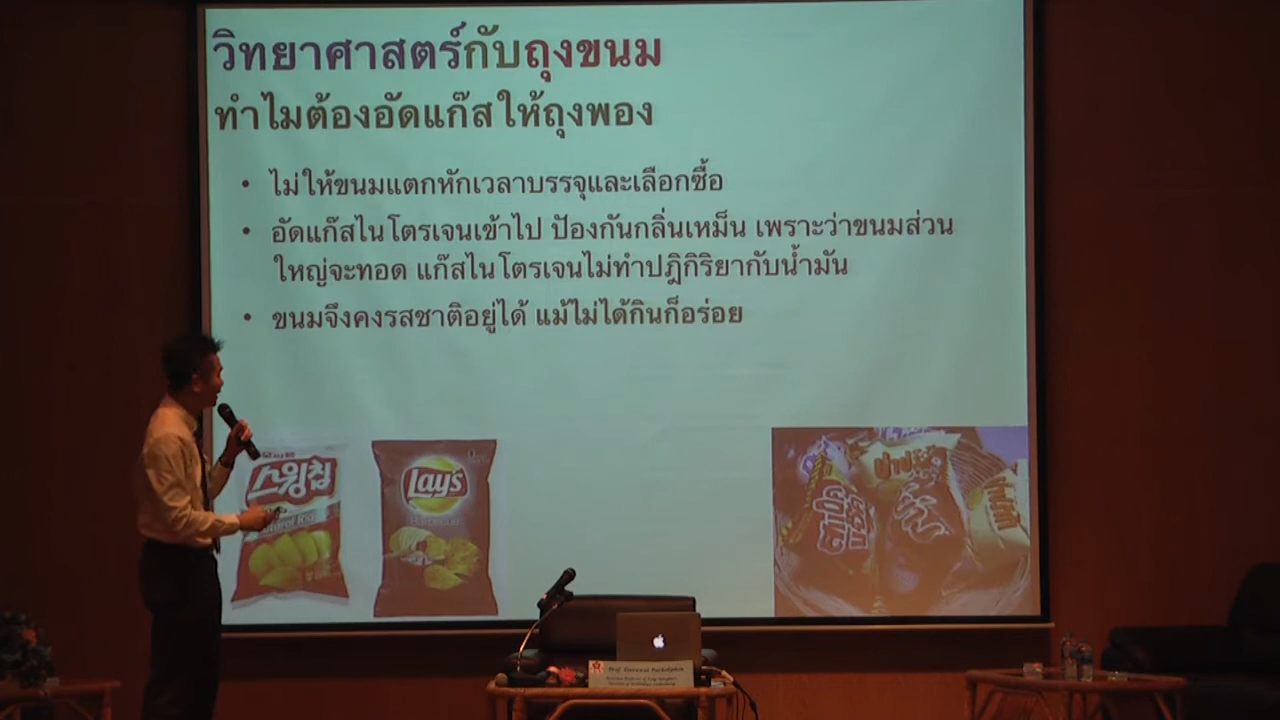 วิทยาศาสตร์กับถุงขนม
ทำไมต้องอัดแก๊สให้ถุงพอง
• ไม่ให้ขนมแตกหักเวลาบรรจุและเลือกซื้อ
• อัดแก๊สไนโตรเจนเข้าไป ป้องกันกลิ่นเหม็น เพราะว่าขนมส่วน
ใหญ่จะทอด แก๊สไนโตรเจนไม่ทำปฎิกิริยากับน้ำมัน
• ขนมจึงคงรสชาติอยู่ได้ แม้ไม่ได้กินก็อร่อย
스윙칩
Lay's
Prof.